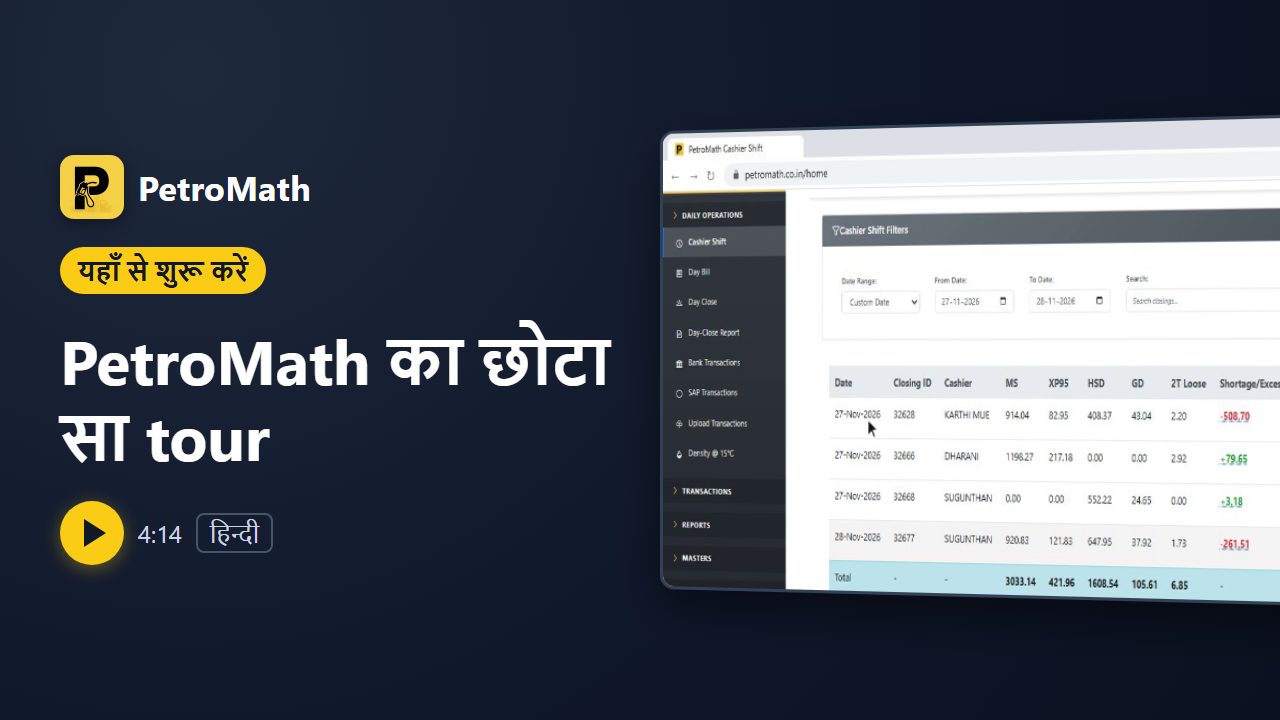 PetroMath
यहाँ से शुरू करें
PetroMath का छोटा
सा tour
4:14 हिन्दी
PetroMath Cashier Shift
petromath.co.in/home
DAILY OPERATIONS
Cashier Shift
Day Bill
Day Close
Day-Close Report
Bank Transactions
SAP Transactions
Upload Transactions
Density @ 15°C
TRANSACTIONS
REPORTS
MASTERS
Cashier Shift Filters
Date Range: From Date: To Date: Search:
Custom Date 27-11-2026 28-11-2026 Search closings...
Date Closing ID Cashier MS XP95 HSD GD 2T Loose Shortage/Exces
27-Nov-2026 32628 KARTHI MUE 914.04 82.95 408.37 43.04 2.20 -508.70
27-Nov-2026 32666 DHARANI 1198.27 217.18 0.00 0.00 2.92 +79.65
27-Nov-2026 32668 SUGUNTHAN 0.00 0.00 552.22 24.65 0.00 +3.18
28-Nov-2026 32677 SUGUNTHAN 920.83 121.83 647.95 37.92 1.73 -261.51
Total - - 3033.14 421.96 1608.54 105.61 6.85 -